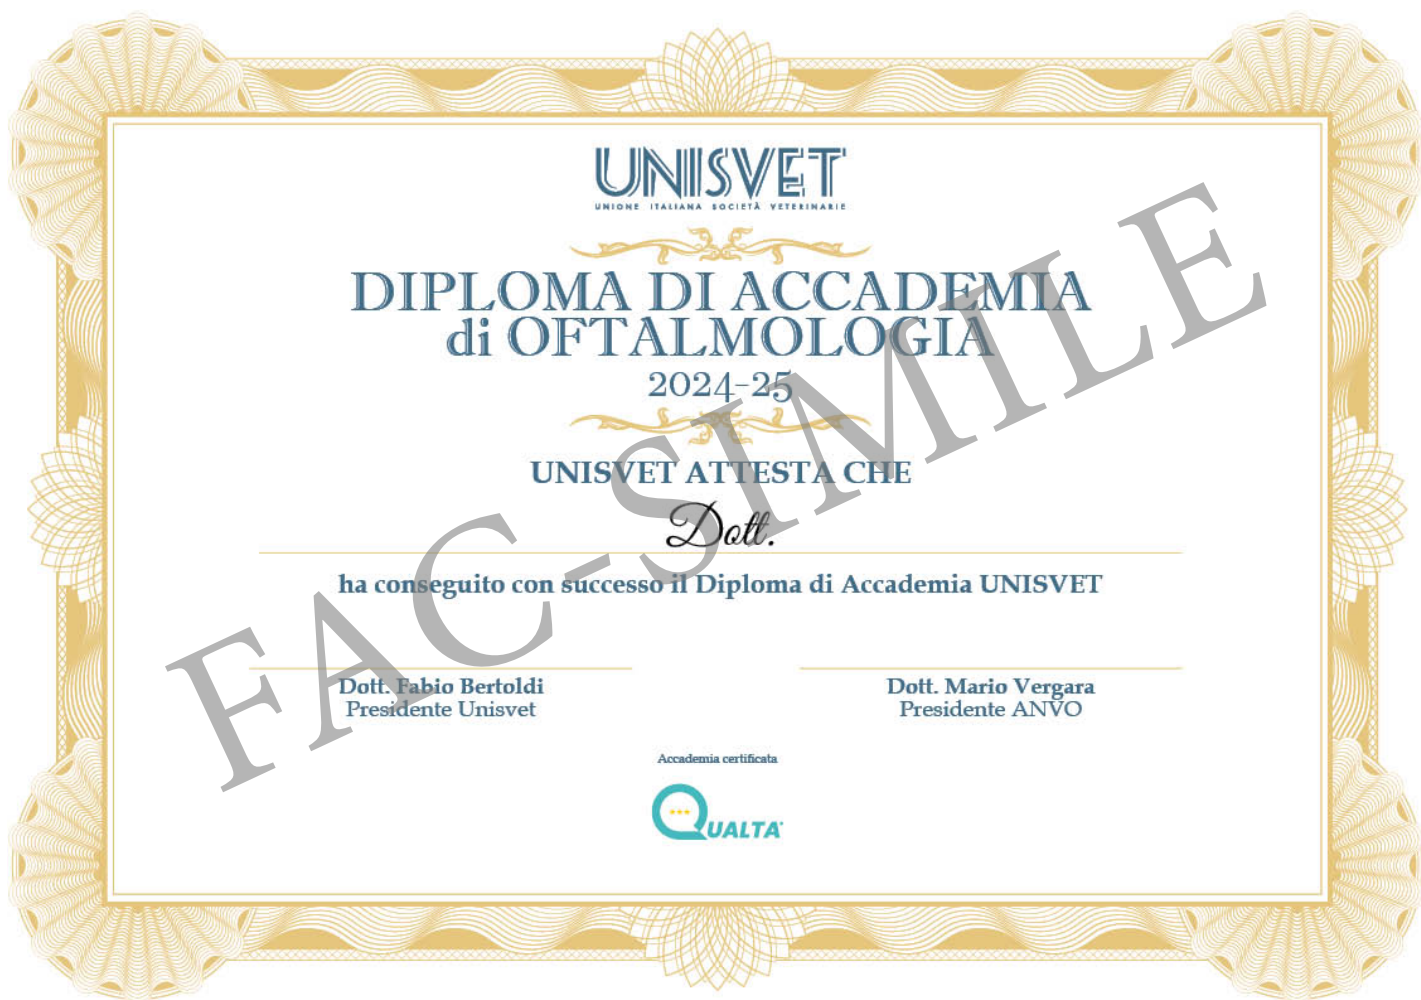 UNISVET
UNIONE ITALIANA SOCIETÀ VETERINARIE
DIPLOMA DI ACCADEMIA
di OFTALMOLOGIA
2024-25
UNISVET ATTESTA CHE
Dott.
ha conseguito con successo il Diploma di Accademia UNISVET
Dott. Fabio Bertoldi
Presidente Unisvet
Dott. Mario Vergara
Presidente ANVO
Accademia certificata
QUALTA
FAC-SIMILE